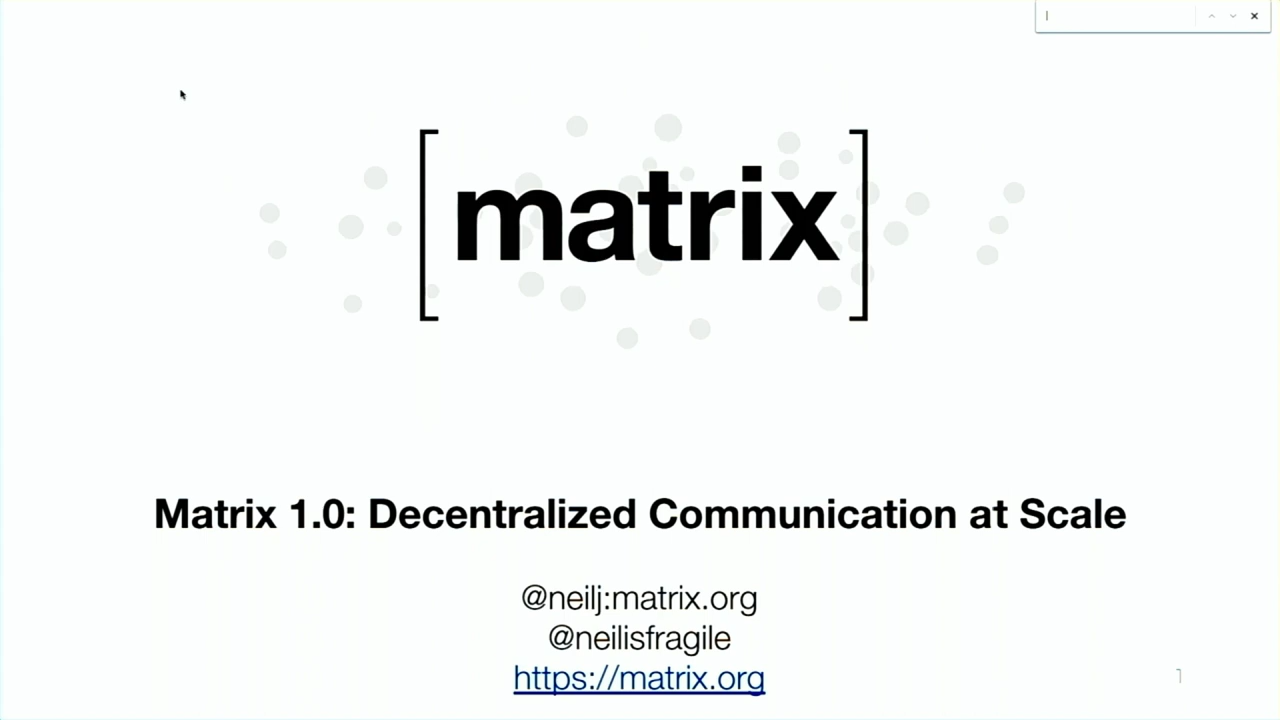 [matrix]
Matrix 1.0: Decentralized Communication at Scale
@neilj:matrix.org
@neilisfragile
https://matrix.org
1